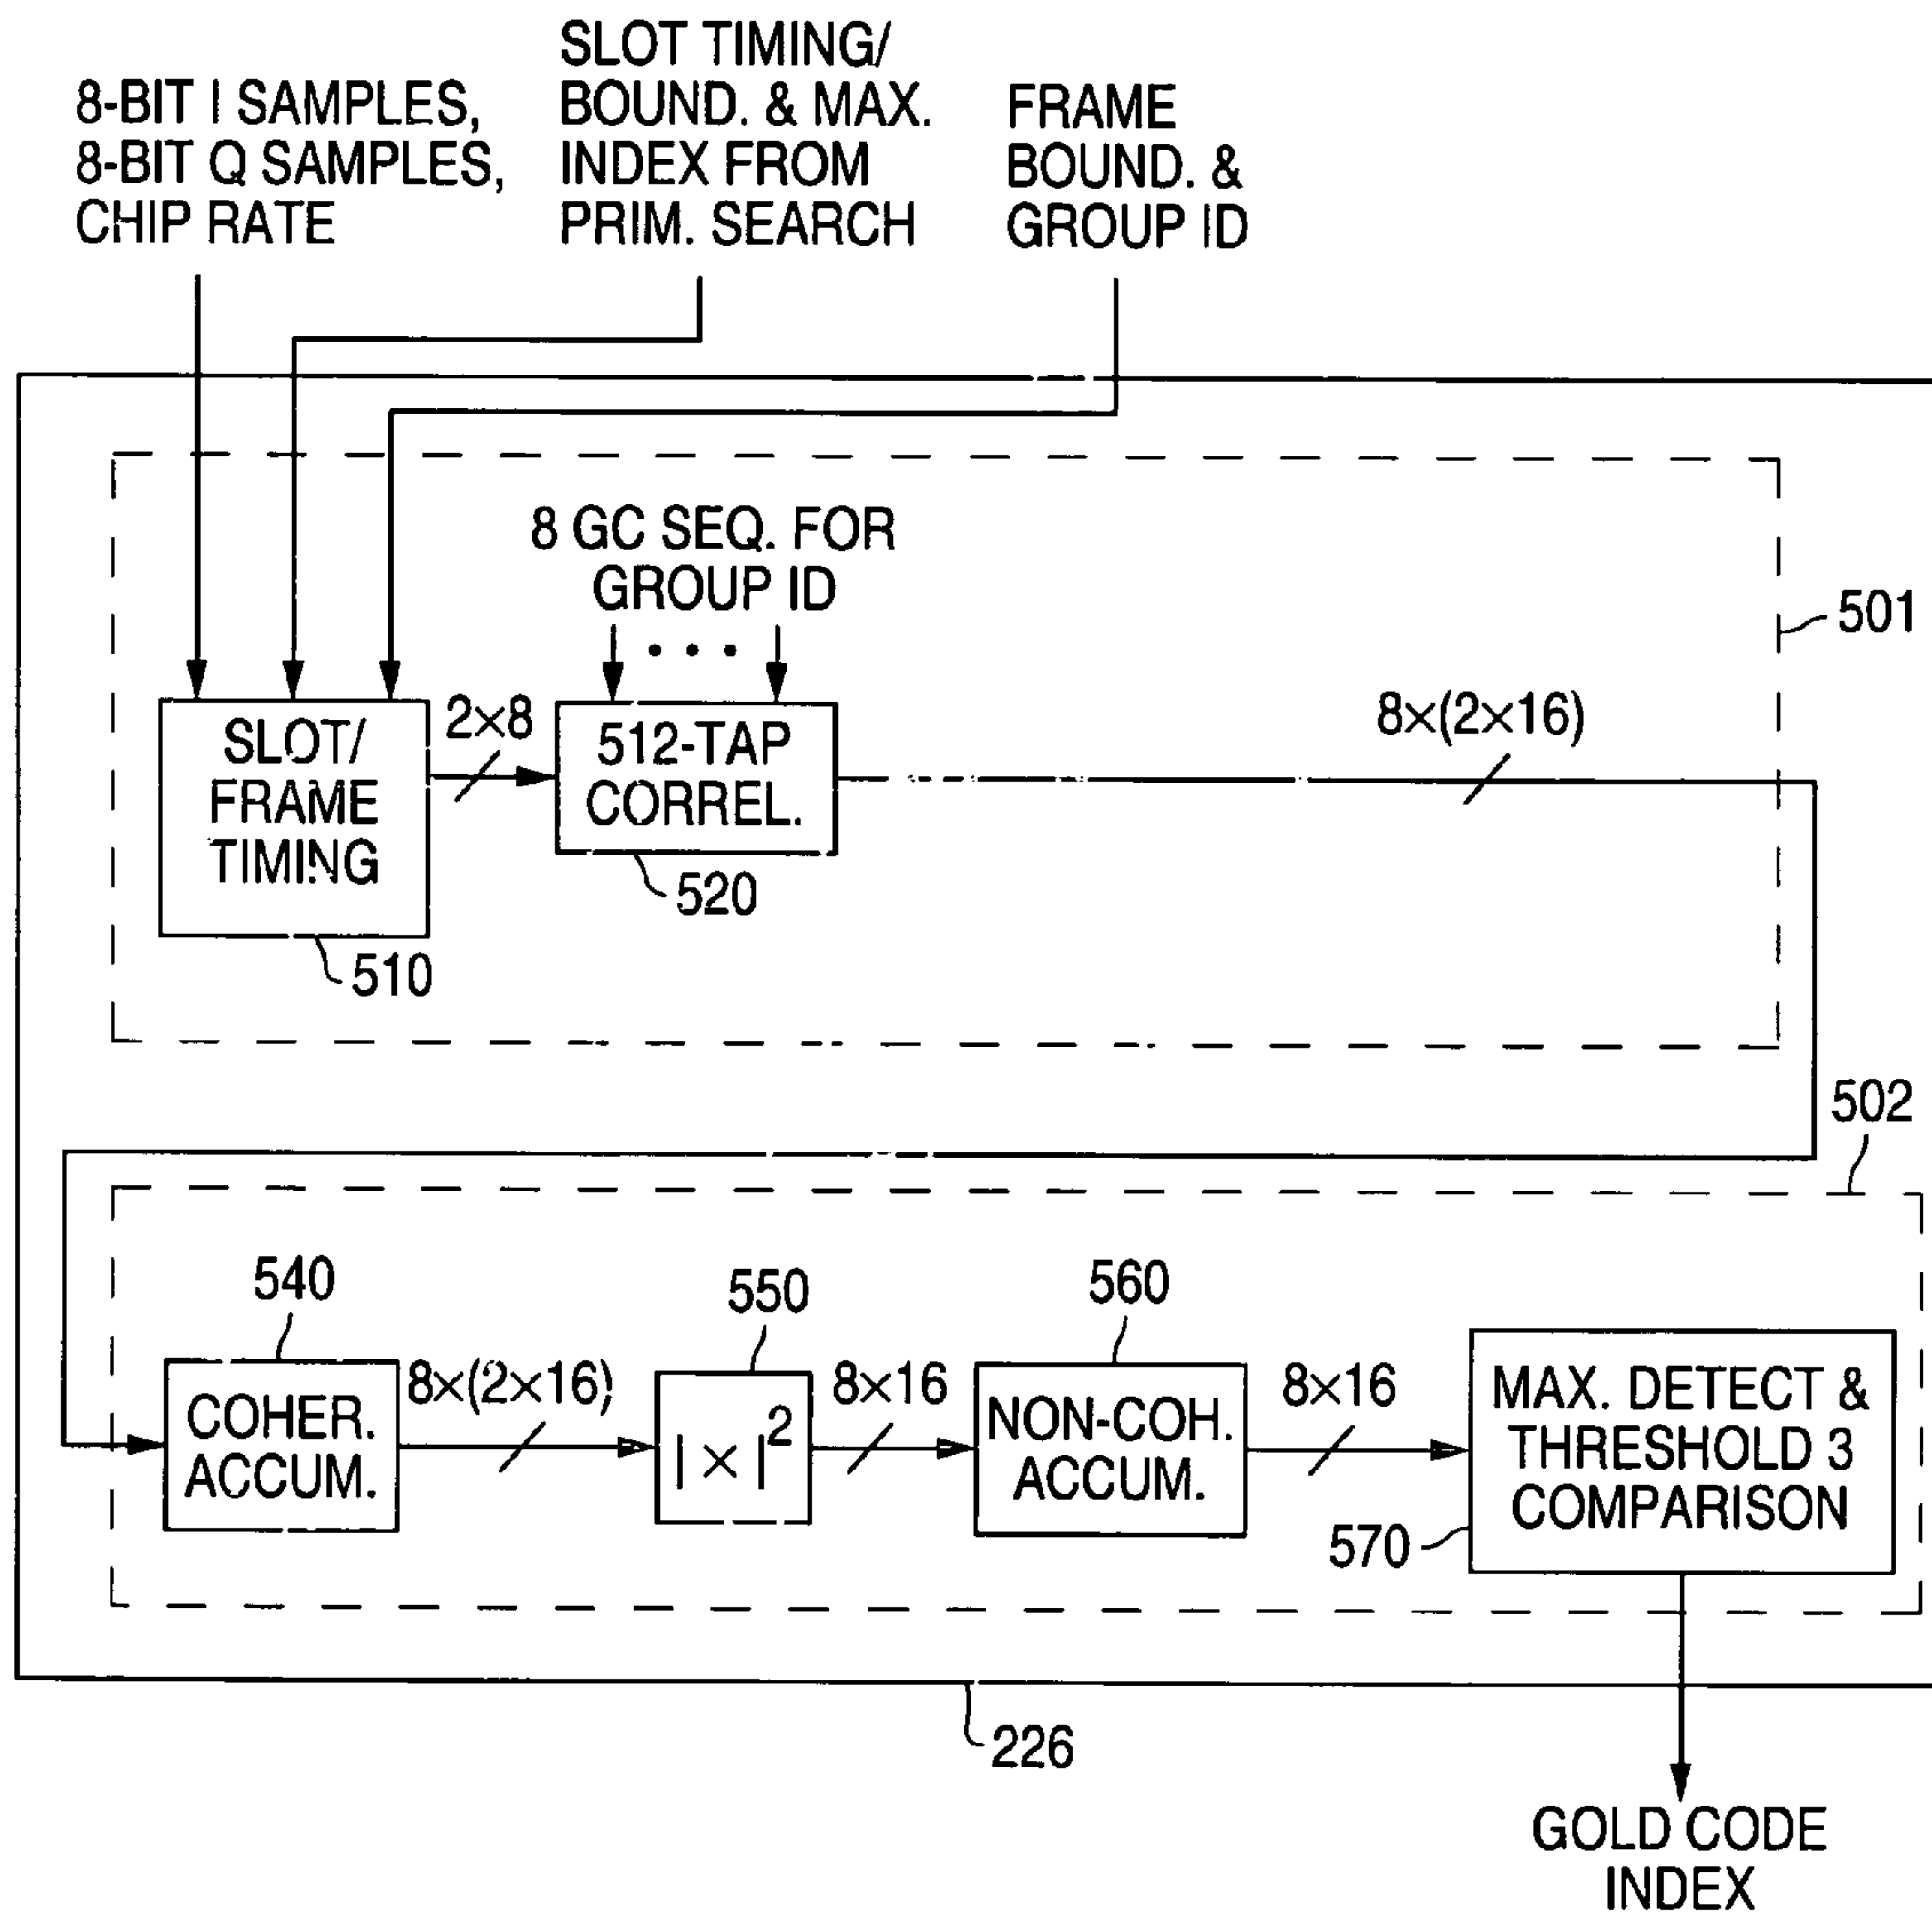 8-BIT I SAMPLES,
8-BIT Q SAMPLES,
CHIP RATE
SLOT TIMING/
BOUND. & MAX.
INDEX FROM
PRIM. SEARCH
FRAME
BOUND. &
GROUP ID
8 GC SEQ. FOR
GROUP ID
• • •
501
SLOT/
FRAME
TIMING
2×8
512-TAP
CORREL.
8×(2×16)
520
510
502
540
550
560
COHER.
ACCUM.
8×(2×16)
|×|²
8×16
NON-COH.
ACCUM.
8×16
MAX. DETECT &
THRESHOLD 3
COMPARISON
570
226
GOLD CODE
INDEX